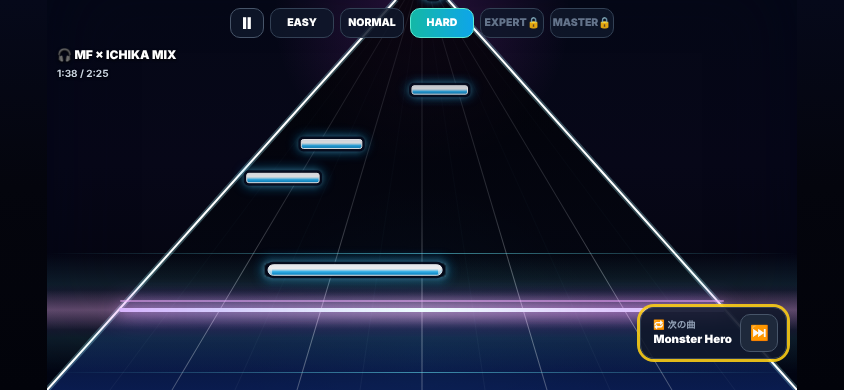 EASY
NORMAL
HARD
EXPERT🔒
MASTER🔒
🎧 MF × ICHIKA MIX
1:38 / 2:25
🔁 次の曲
Monster Hero